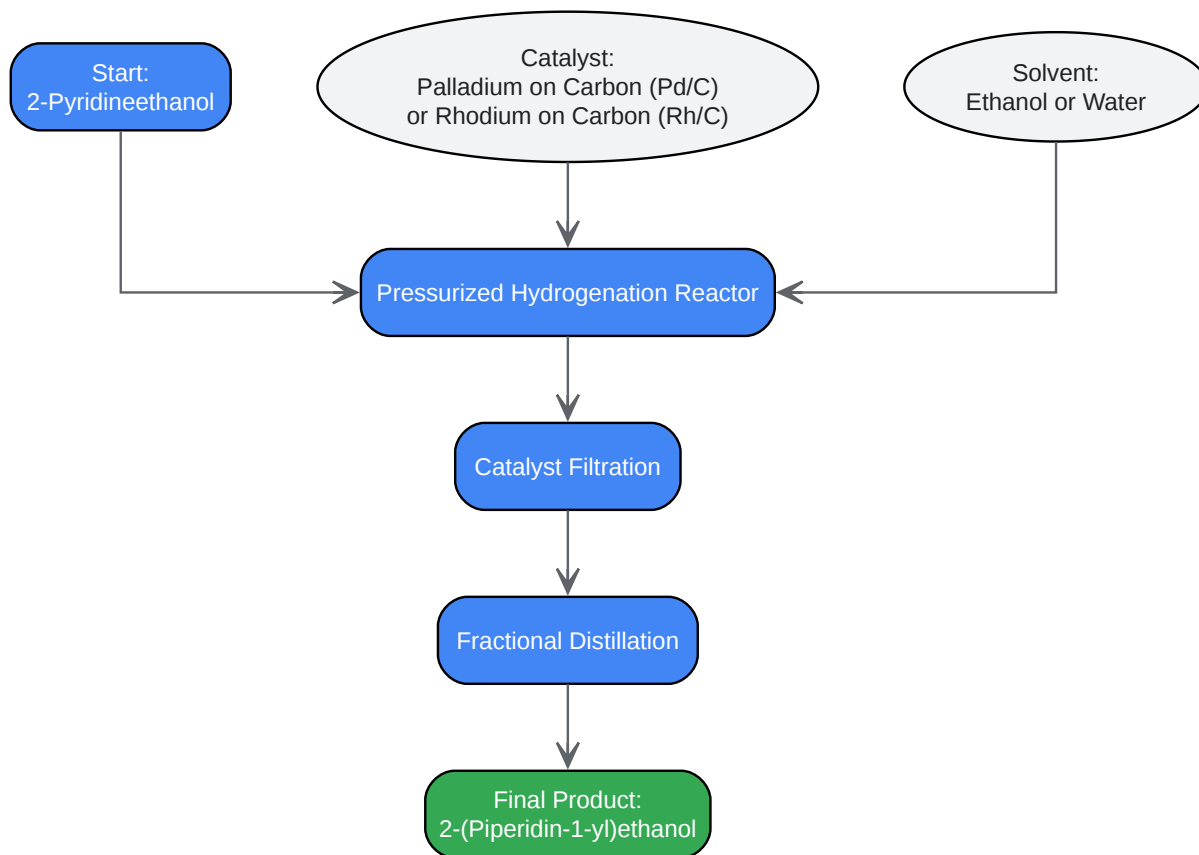 Start:
2-Pyridineethanol
Catalyst:
Palladium on Carbon (Pd/C)
or Rhodium on Carbon (Rh/C)
Solvent:
Ethanol or Water
Pressurized Hydrogenation Reactor
Catalyst Filtration
Fractional Distillation
Final Product:
2-(Piperidin-1-yl)ethanol